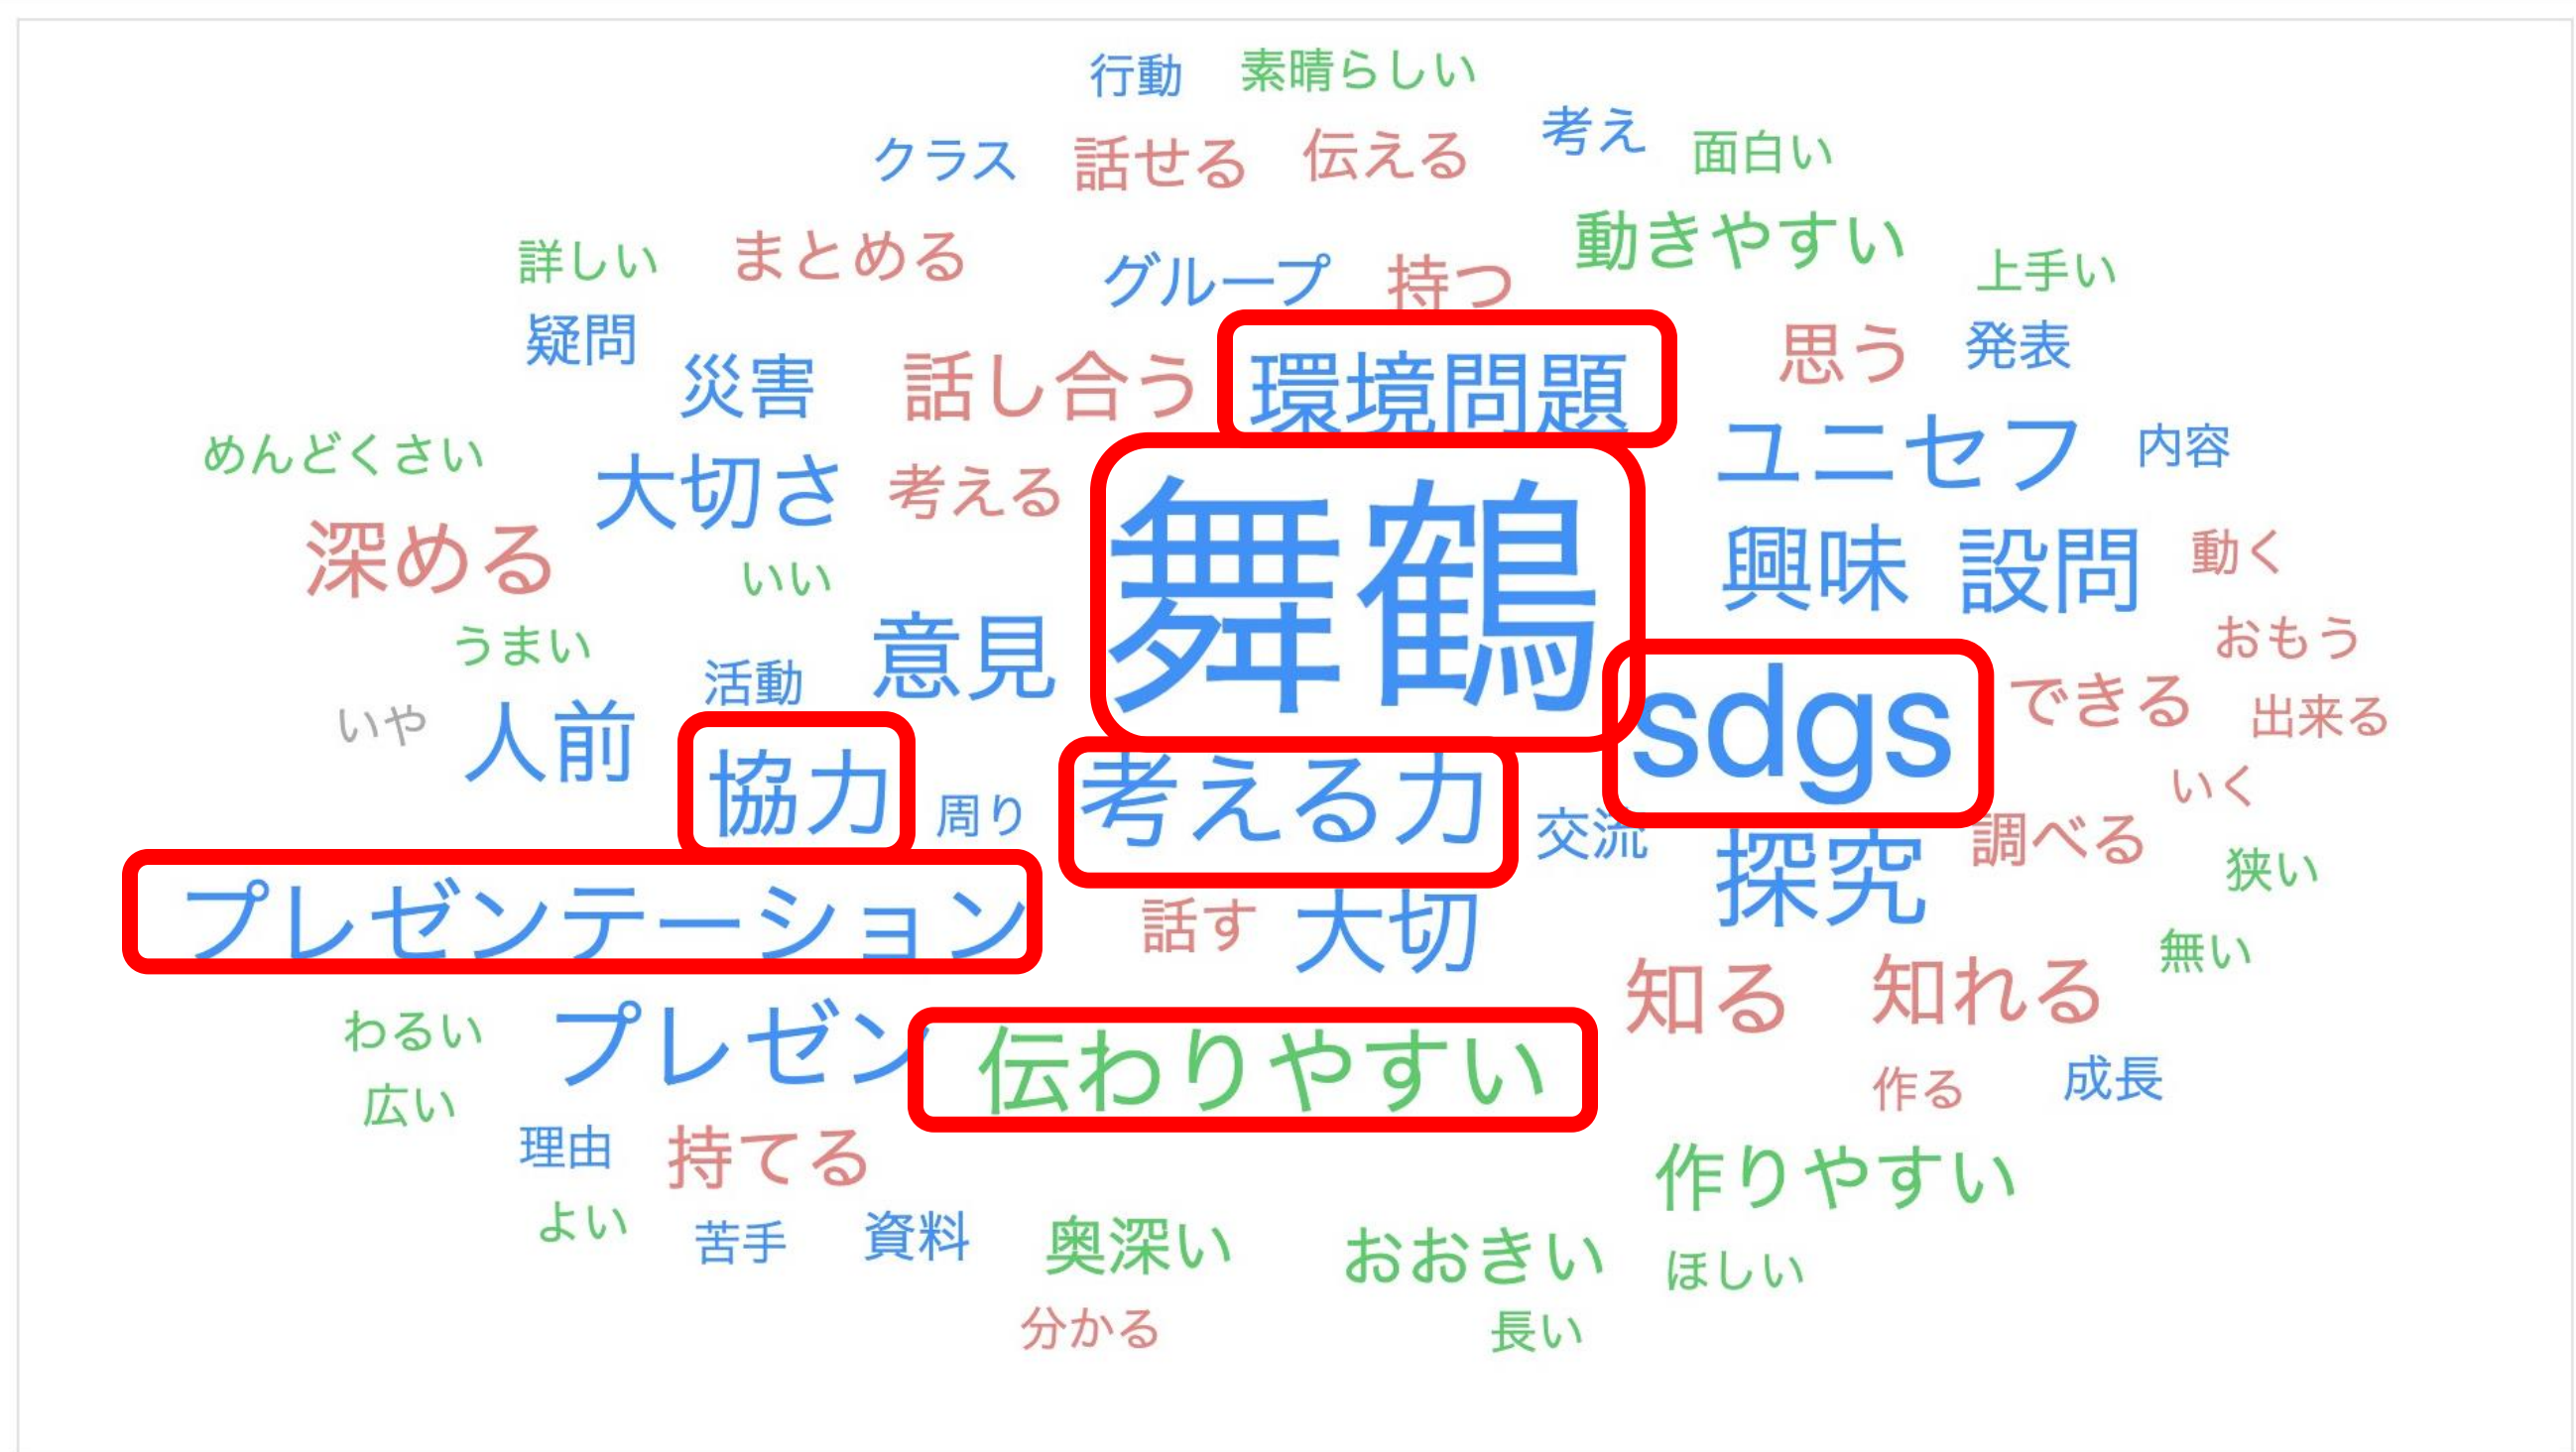 行動 素晴らしい
クラス 話せる 伝える 考え 面白い
詳しい まとめる グループ 持つ 動きやすい 上手い
疑問 災害 話し合う 環境問題 思う 発表
めんどくさい 大切さ 考える ユニセフ 内容
深める いい 舞鶴 興味 設問 動く
うまい 活動 意見 おもう
いや 人前 sdgs できる 出来る
協力 周り 考える力 交流 いく
プレゼンテーション 話す 大切 探究 調べる 狭い
知る 知れる 無い
わるい プレゼン 伝わりやすい 作る 成長
広い 理由 持てる 作りやすい
よい 苦手 資料 奥深い おおきい ほしい
分かる 長い